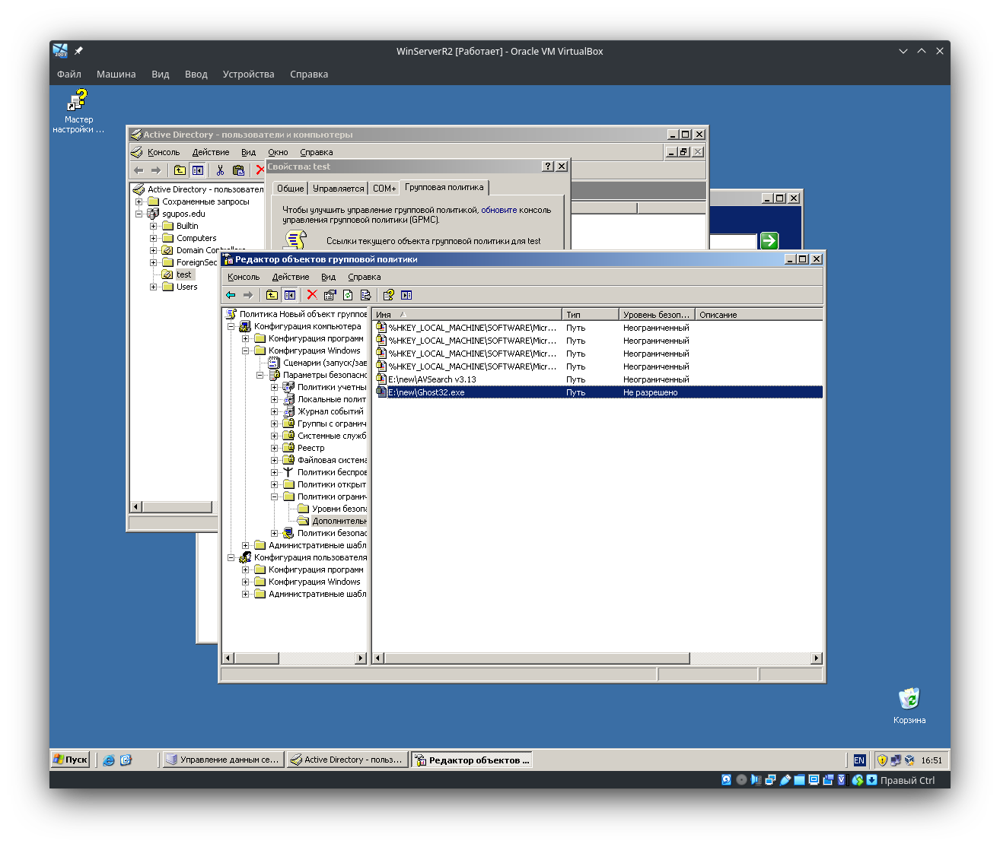 WinServerR2 [Работает] - Oracle VM VirtualBox
Файл Машина Вид Ввод Устройства Справка
Мастер
настройки ...
Active Directory - пользователи и компьютеры
Консоль Действие Вид Окно Справка
Active Directory - пользовател
Сохраненные запросы
sgupos.edu
Builtin
Computers
Domain Controllers
ForeignSec
test
Users
Свойства: test
Общие Управляется COM+ Групповая политика
Чтобы улучшить управление групповой политикой, обновите консоль
управления групповой политики (GPMC).
Ссылки текущего объекта групповой политики для test
Редактор объектов групповой политики
Консоль Действие Вид Справка
Политика Новый объект группов
Конфигурация компьютера
Конфигурация программ
Конфигурация Windows
Сценарии (запуск/зав
Параметры безопасно
Политики учетны
Локальные полит
Журнал событий
Группы с огранич
Системные служб
Реестр
Файловая система
Политики беспров
Политики открыт
Политики огранич
Уровни безопа
Дополнительн
Политики безопас
Административные шабл
Конфигурация пользователя
Конфигурация программ
Конфигурация Windows
Административные шабл
Имя Тип Уровень безоп... Описание
%HKEY_LOCAL_MACHINE\SOFTWARE\Micr... Путь Неограниченный
%HKEY_LOCAL_MACHINE\SOFTWARE\Micr... Путь Неограниченный
%HKEY_LOCAL_MACHINE\SOFTWARE\Micr... Путь Неограниченный
%HKEY_LOCAL_MACHINE\SOFTWARE\Micr... Путь Неограниченный
E:\new\AVSearch v3.13 Путь Неограниченный
E:\new\Ghost32.exe Путь Не разрешено
Корзина
Пуск Управление данным се... Active Directory - польз... Редактор объектов ... EN 16:51
Правый Ctrl